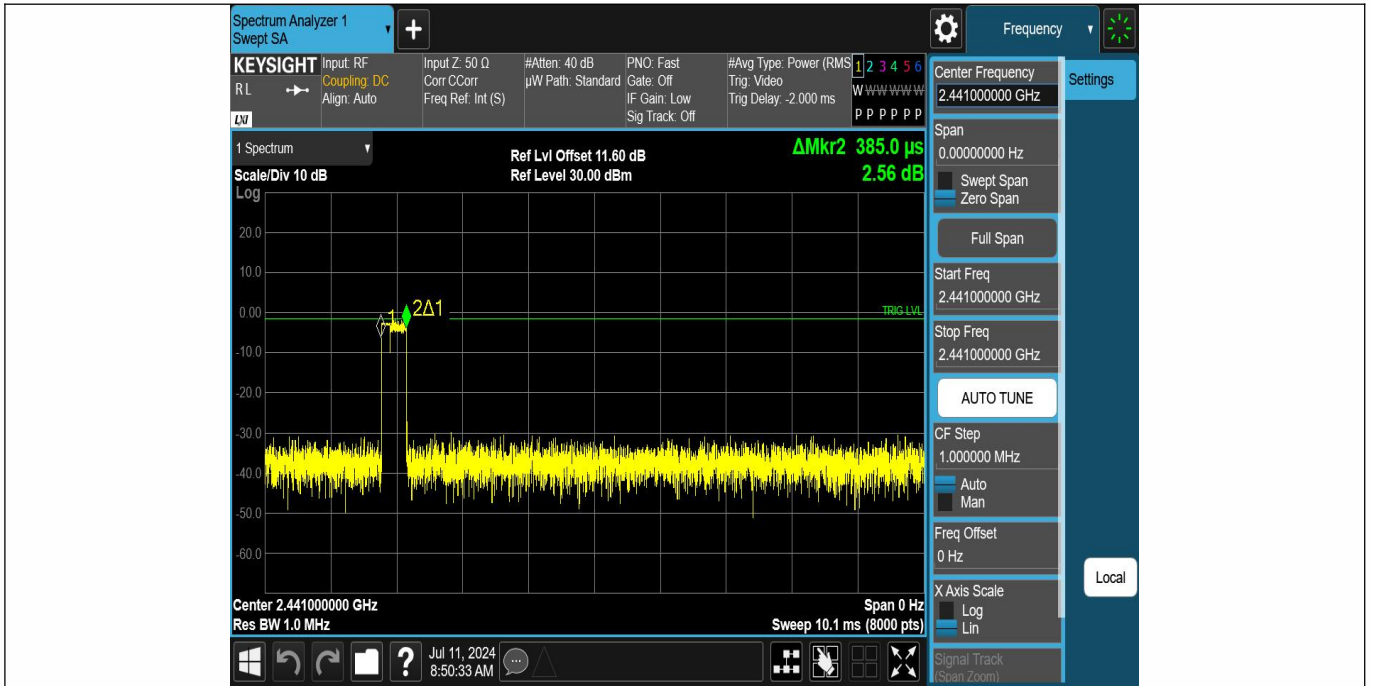 Spectrum Analyzer 1
Swept SA
+
Frequency
KEYSIGHT
RL
LXI
Input: RF
Coupling: DC
Align: Auto
Input Z: 50 Ω
Corr CCorr
Freq Ref: Int (S)
#Atten: 40 dB
µW Path: Standard
PNO: Fast
Gate: Off
IF Gain: Low
Sig Track: Off
#Avg Type: Power (RMS
Trig: Video
Trig Delay: -2.000 ms
1 2 3 4 5 6
W W W W W W
P P P P P P
1 Spectrum
Scale/Div 10 dB
Log
Ref Lvl Offset 11.60 dB
Ref Level 30.00 dBm
ΔMkr2 385.0 µs
2.56 dB
20.0
10.0
0.00
-10.0
-20.0
-30.0
-40.0
-50.0
-60.0
1
2Δ1
TRIG LVL
Center 2.441000000 GHz
Res BW 1.0 MHz
Span 0 Hz
Sweep 10.1 ms (8000 pts)
Center Frequency
2.441000000 GHz
Settings
Span
0.00000000 Hz
Swept Span
Zero Span
Full Span
Start Freq
2.441000000 GHz
Stop Freq
2.441000000 GHz
AUTO TUNE
CF Step
1.000000 MHz
Auto
Man
Freq Offset
0 Hz
X Axis Scale
Log
Lin
Signal Track
(Span Zoom)
Local
?
Jul 11, 2024
8:50:33 AM